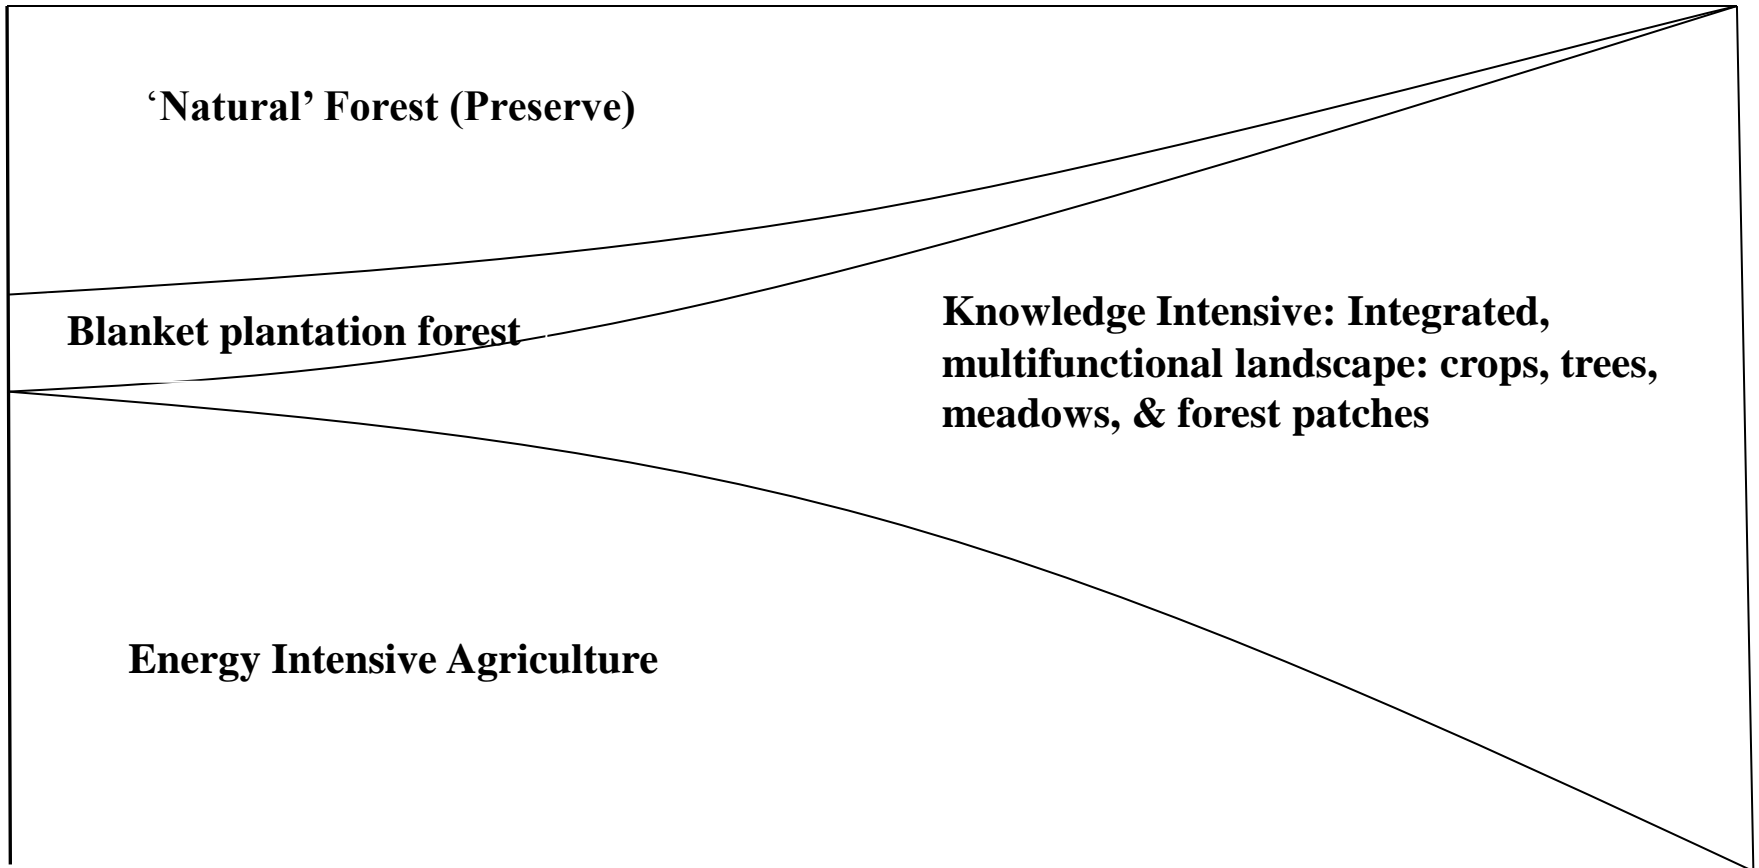 ‘Natural’ Forest (Preserve)
Blanket plantation forest
Knowledge Intensive: Integrated,
multifunctional landscape: crops, trees,
meadows, & forest patches
Energy Intensive Agriculture